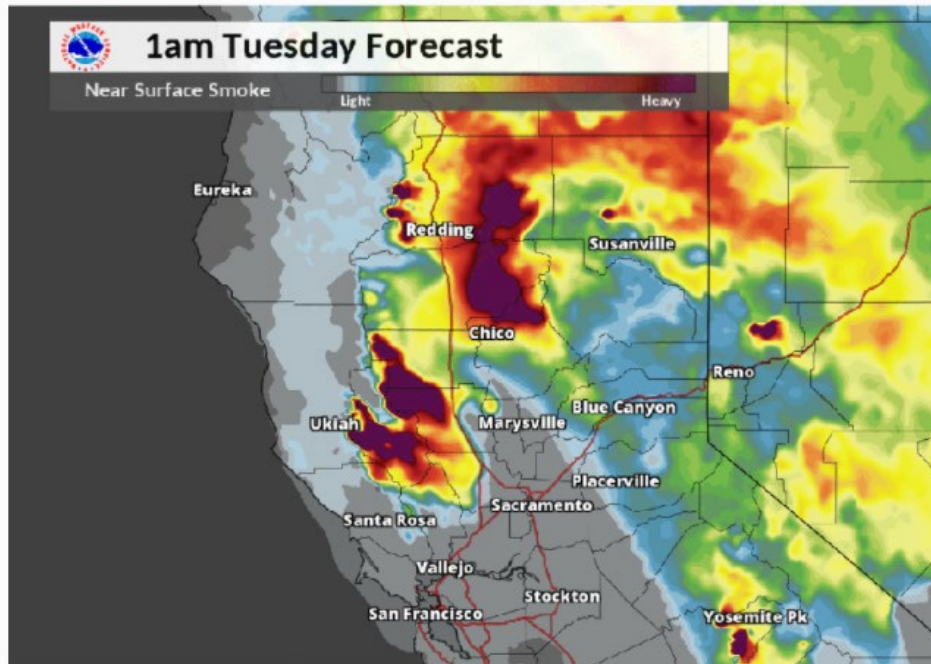 1am Tuesday Forecast
Near Surface Smoke
Light
Heavy
Eureka
Redding
Susanville
Chico
Reno
Blue Canyon
Ukiah
Marysville
Placerville
Sacramento
Santa Rosa
Vallejo
Stockton
San Francisco
Yosemite Pk